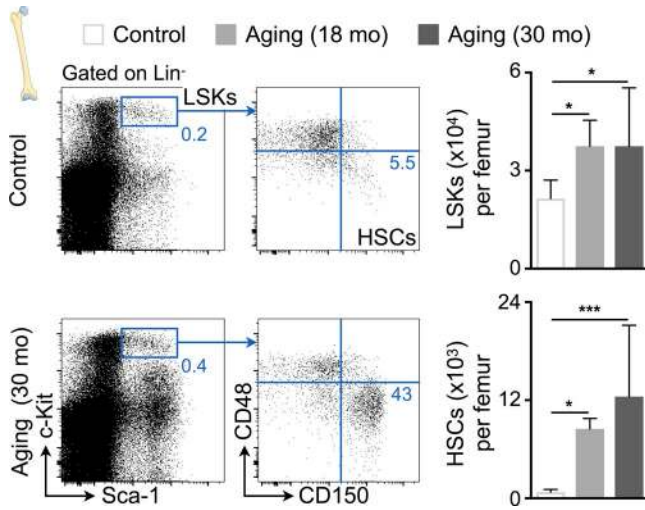 Control Aging (18 mo) Aging (30 mo)
Gated on Lin-
LSKs
0.2
5.5
HSCs
Control
6
3
0
LSKs (x10⁴)
per femur
*
*
0.4
43
Aging (30 mo)
c-Kit
Sca-1
CD48
CD150
24
12
0
HSCs (x10³)
per femur
***
*